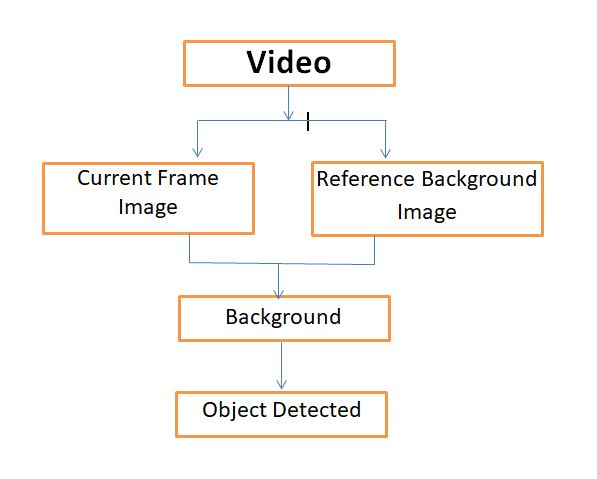 Video
Current Frame
Image
Reference Background
Image
Background
Object Detected